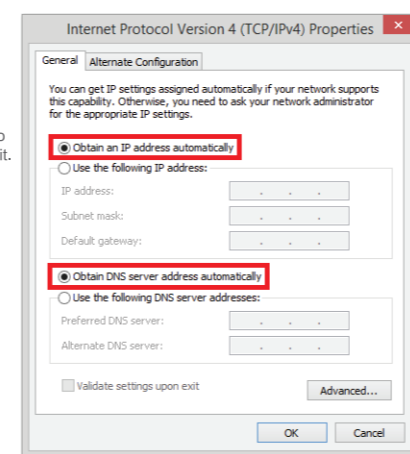 Internet Protocol Version 4 (TCP/IPv4) Properties
General Alternate Configuration
You can get IP settings assigned automatically if your network supports
this capability. Otherwise, you need to ask your network administrator
for the appropriate IP settings.
it.
Obtain an IP address automatically
Use the following IP address:
IP address:
Subnet mask:
Default gateway:
Obtain DNS server address automatically
Use the following DNS server addresses:
Preferred DNS server:
Alternate DNS server:
Validate settings upon exit
Advanced...
OK Cancel